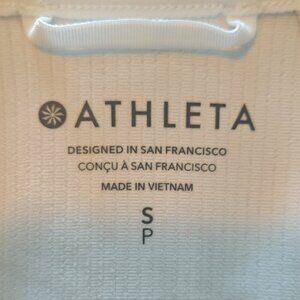 ATHLETA
DESIGNED IN SAN FRANCISCO
CONÇU À SAN FRANCISCO
MADE IN VIETNAM
S
P